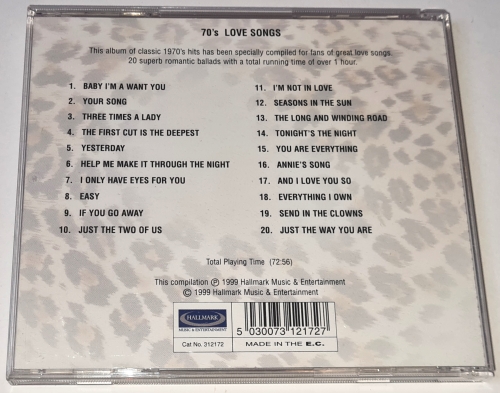 70's LOVE SONGS
This album of classic 1970's hits has been specially compiled for fans of great love songs.
20 superb romantic ballads with a total running time of over 1 hour.
1. BABY I'M A WANT YOU
2. YOUR SONG
3. THREE TIMES A LADY
4. THE FIRST CUT IS THE DEEPEST
5. YESTERDAY
6. HELP ME MAKE IT THROUGH THE NIGHT
7. I ONLY HAVE EYES FOR YOU
8. EASY
9. IF YOU GO AWAY
10. JUST THE TWO OF US
11. I'M NOT IN LOVE
12. SEASONS IN THE SUN
13. THE LONG AND WINDING ROAD
14. TONIGHT'S THE NIGHT
15. YOU ARE EVERYTHING
16. ANNIE'S SONG
17. AND I LOVE YOU SO
18. EVERYTHING I OWN
19. SEND IN THE CLOWNS
20. JUST THE WAY YOU ARE
Total Playing Time (72:56)
This compilation ℗ 1999 Hallmark Music & Entertainment
© 1999 Hallmark Music & Entertainment
HALLMARK
MUSIC & ENTERTAINMENT
Cat No. 312172
5 030073 121727
MADE IN THE E.C.